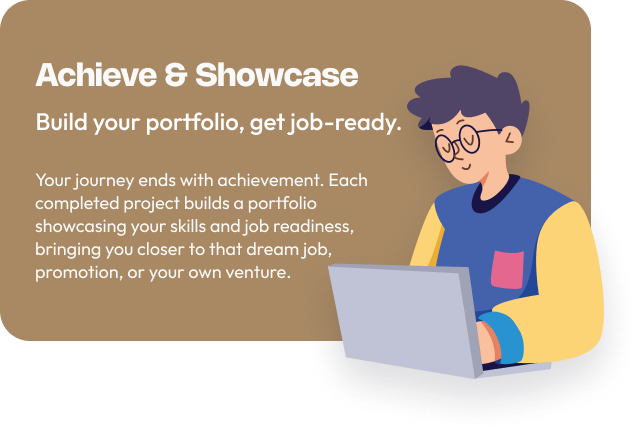 Achieve & Showcase
Build your portfolio, get job-ready.
Your journey ends with achievement. Each
completed project builds a portfolio
showcasing your skills and job readiness,
bringing you closer to that dream job,
promotion, or your own venture.